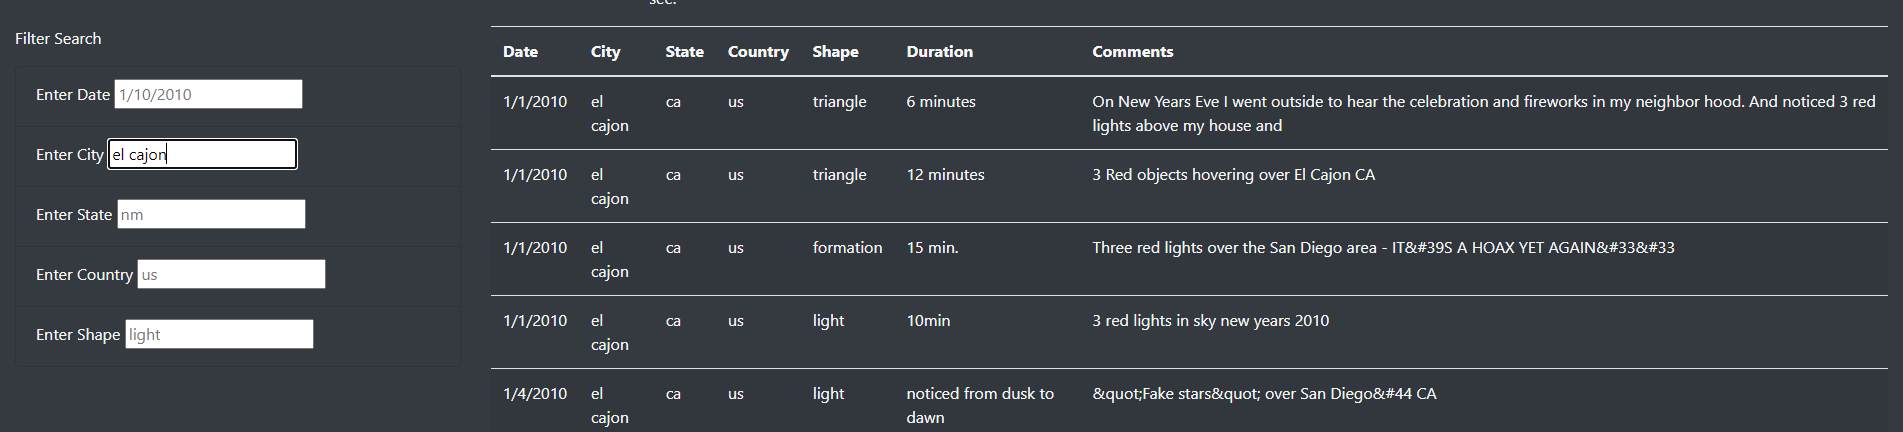 see.
Filter Search
Enter Date 1/10/2010
Enter City el cajon
Enter State nm
Enter Country us
Enter Shape light
Date City State Country Shape Duration Comments
1/1/2010 el ca us triangle 6 minutes On New Years Eve I went outside to hear the celebration and fireworks in my neighbor hood. And noticed 3 red
cajon lights above my house and
1/1/2010 el ca us triangle 12 minutes 3 Red objects hovering over El Cajon CA
cajon
1/1/2010 el ca us formation 15 min. Three red lights over the San Diego area - IT&#39S A HOAX YET AGAIN&#33&#33
cajon
1/1/2010 el ca us light 10min 3 red lights in sky new years 2010
cajon
1/4/2010 el ca us light noticed from dusk to &quot;Fake stars&quot; over San Diego&#44 CA
cajon dawn